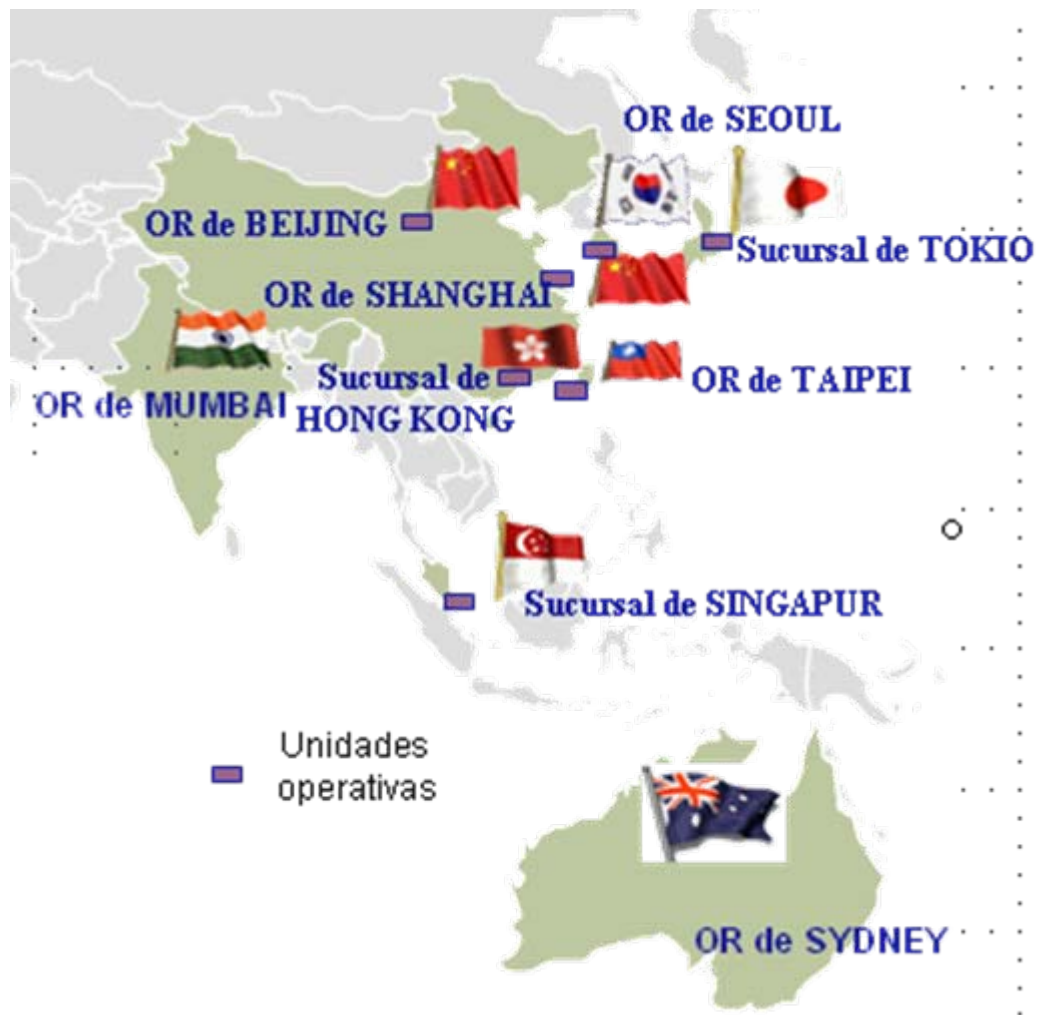 OR de SEOUL
OR de BEIJING
Sucursal de TOKIO
OR de SHANGHAI
Sucursal de
HONG KONG
OR de TAIPEI
OR de MUMBAI
Sucursal de SINGAPUR
Unidades
operativas
OR de SYDNEY